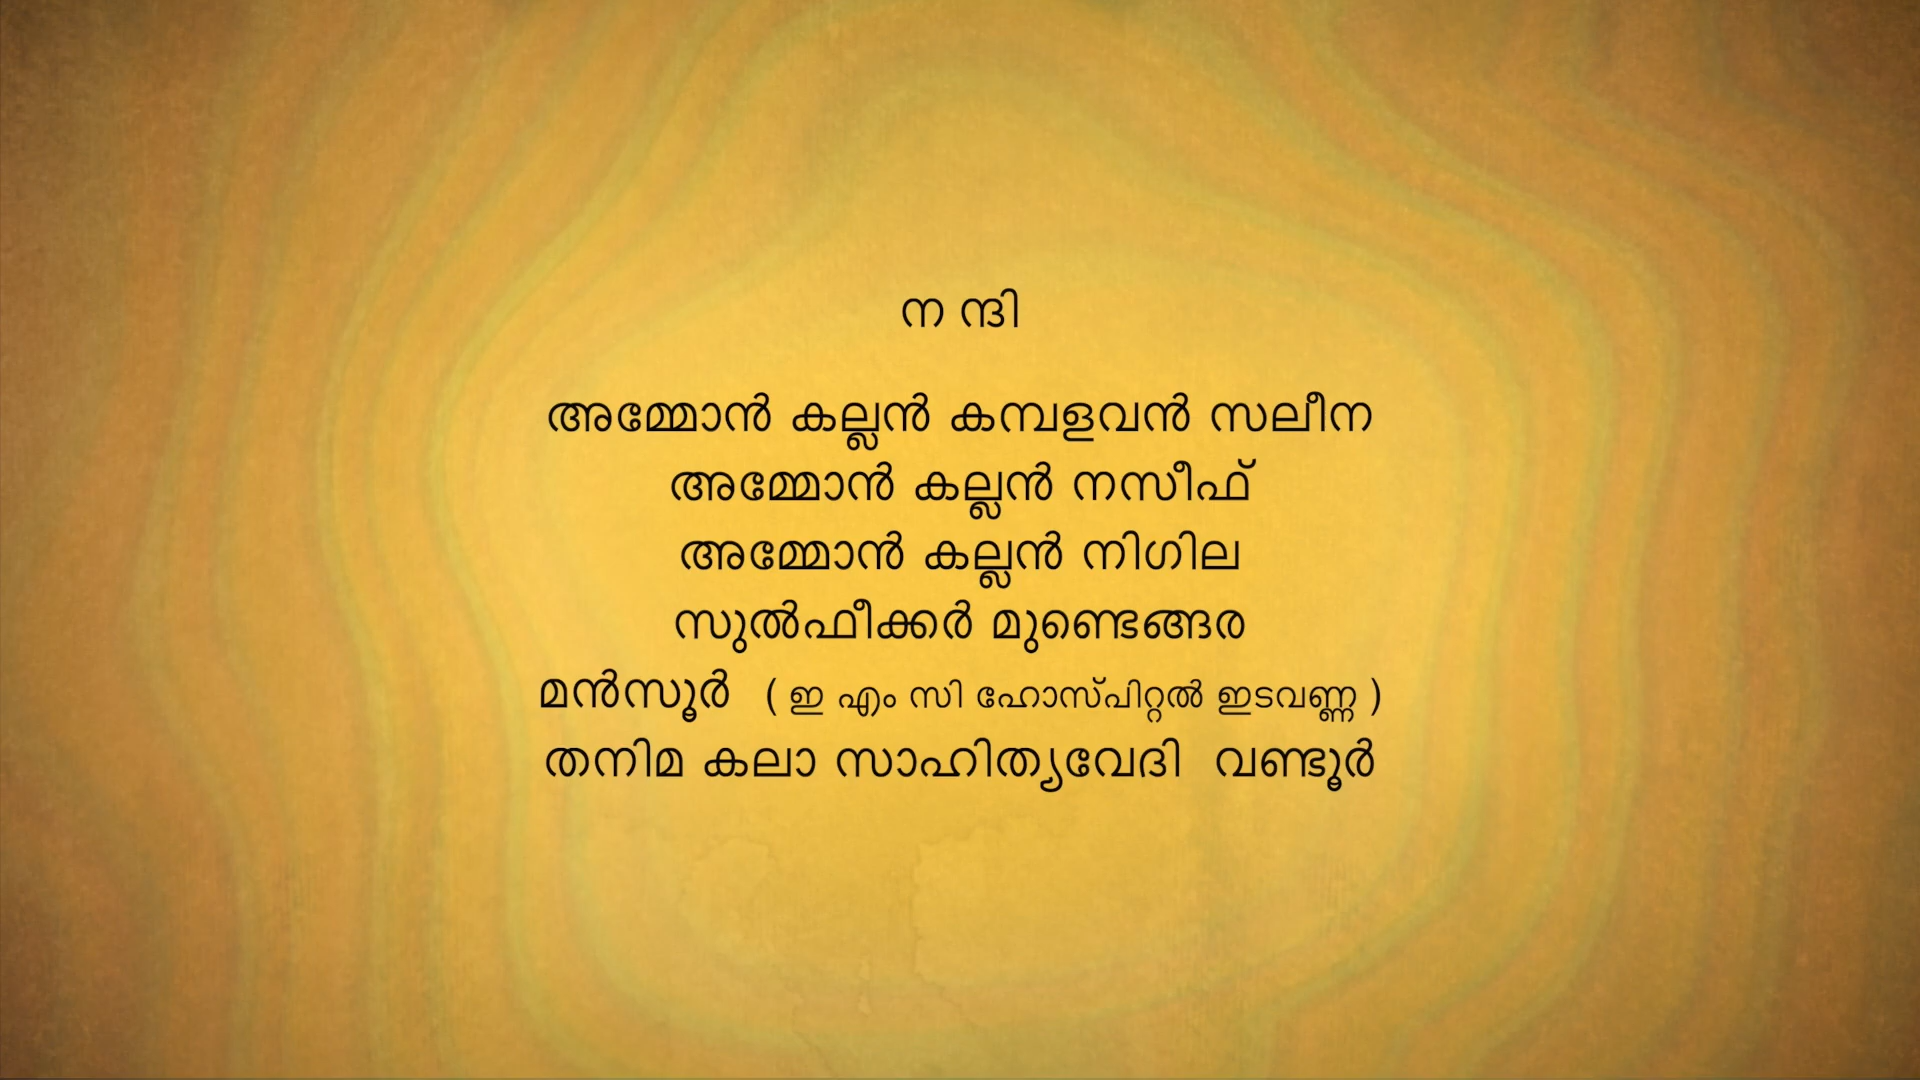 ന ന്ദി
അമ്മോൻ കല്ലൻ കമ്പളവൻ സലീന
അമ്മോൻ കല്ലൻ നസീഫ്
അമ്മോൻ കല്ലൻ നിഗില
സുൽഫീക്കർ മുണ്ടെങ്ങര
മൻസൂർ ( ഇ എം സി ഹോസ്പിറ്റൽ ഇടവണ്ണ )
തനിമ കലാ സാഹിത്യവേദി വണ്ടൂർ